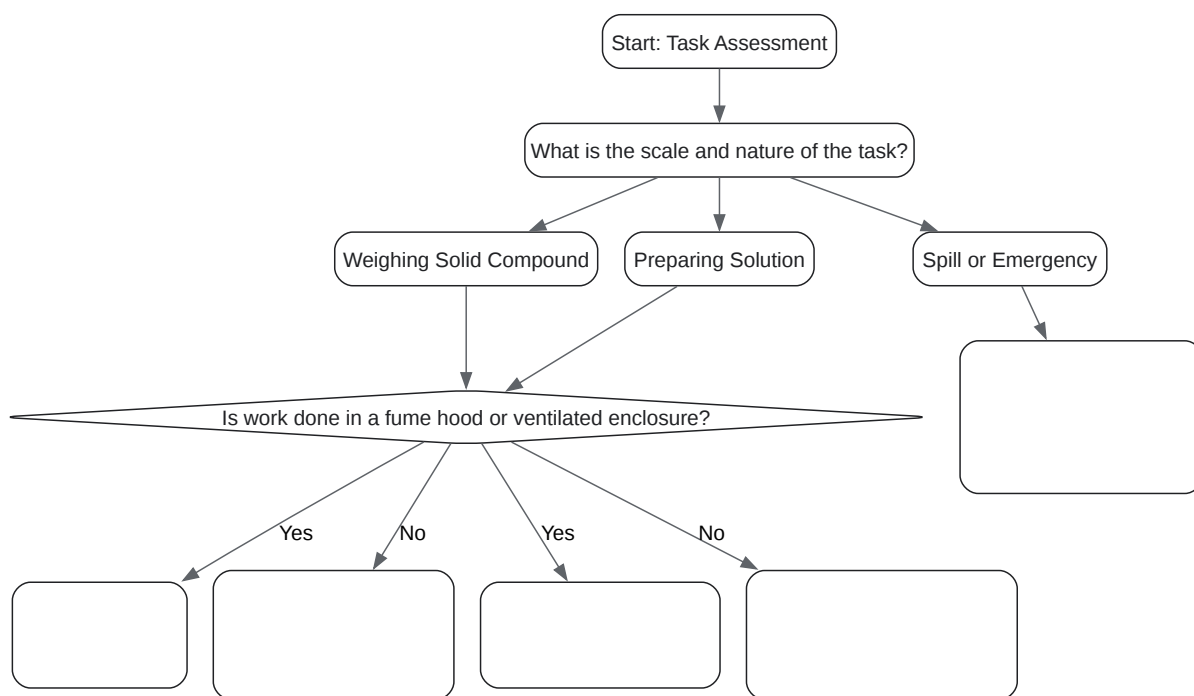 Start: Task Assessment
What is the scale and nature of the task?
Weighing Solid Compound
Preparing Solution
Spill or Emergency
Is work done in a fume hood or ventilated enclosure?
Yes
No
Yes
No